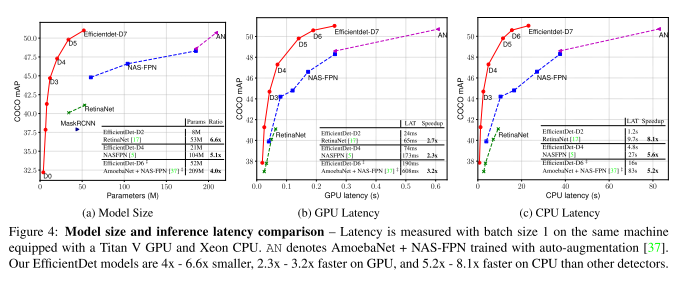 COCO mAP
50.0
47.5
45.0
42.5
40.0
37.5
35.0
32.5
D0
D3
D4
D5
Efficientdet-D7
AN
NAS-FPN
RetinaNet
MaskRCNN
Params Ratio
EfficientDet-D2 8M
RetinaNet [17] 53M 6.6x
EfficientDet-D4 21M
NASFPN [5] 104M 5.1x
EfficientDet-D6 ‡ 52M
AmoebaNet + NAS-FPN [37] ‡ 209M 4.0x
0 50 100 150 200
Parameters (M)
(a) Model Size
COCO mAP
50
48
46
44
42
40
38
D3
D4
D5
D6
Efficientdet-D7
AN
NAS-FPN
RetinaNet
LAT Speedup
EfficientDet-D2 24ms
RetinaNet [17] 65ms 2.7x
EfficientDet-D4 74ms
NASFPN [5] 173ms 2.3x
EfficientDet-D6 ‡ 190ms
AmoebaNet + NAS-FPN [37] ‡ 608ms 3.2x
0.0 0.1 0.2 0.3 0.4 0.5 0.6
GPU Latency (s)
(b) GPU Latency
COCO mAP
50
48
46
44
42
40
38
D3
D4
D5
D6
Efficientdet-D7
AN
NAS-FPN
RetinaNet
LAT Speedup
EfficientDet-D2 1.2s
RetinaNet [17] 9.7s 8.1x
EfficientDet-D4 4.8s
NASFPN [5] 27s 5.6x
EfficientDet-D6 ‡ 16s
AmoebaNet + NAS-FPN [37] ‡ 83s 5.2x
0 20 40 60 80
CPU Latency (s)
(c) CPU Latency
Figure 4: Model size and inference latency comparison – Latency is measured with batch size 1 on the same machine
equipped with a Titan V GPU and Xeon CPU. AN denotes AmoebaNet + NAS-FPN trained with auto-augmentation [37].
Our EfficientDet models are 4x - 6.6x smaller, 2.3x - 3.2x faster on GPU, and 5.2x - 8.1x faster on CPU than other detectors.